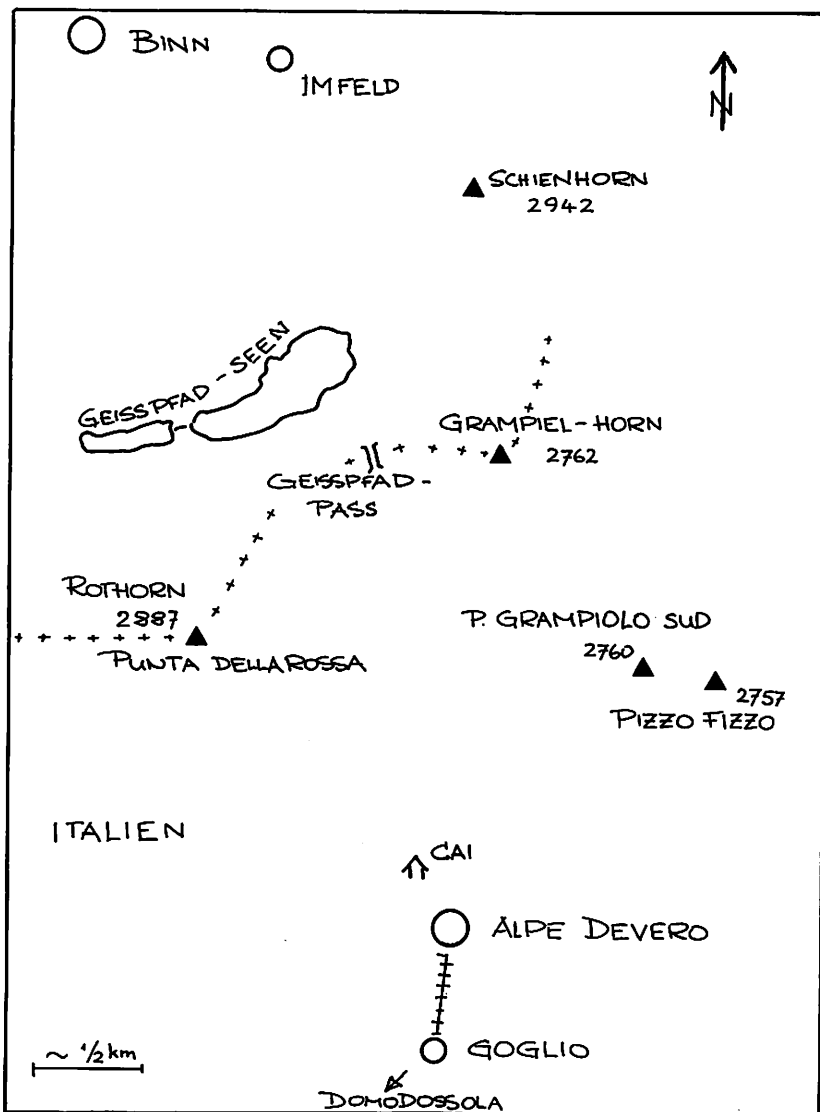 BINN
IMFELD
N
SCHIENHORN
2942
GEISSPFAD - SEEN
GRAMPIEL-HORN
2762
GEISSPFAD-
PASS
ROTHORN
2887
PUNTA DELLA ROSSA
P. GRAMPIOLO SUD
2760
2757
PIZZO FIZZO
ITALIEN
CAI
ALPE DEVERO
~ 1/2 km
GOGLIO
DOMODOSSOLA